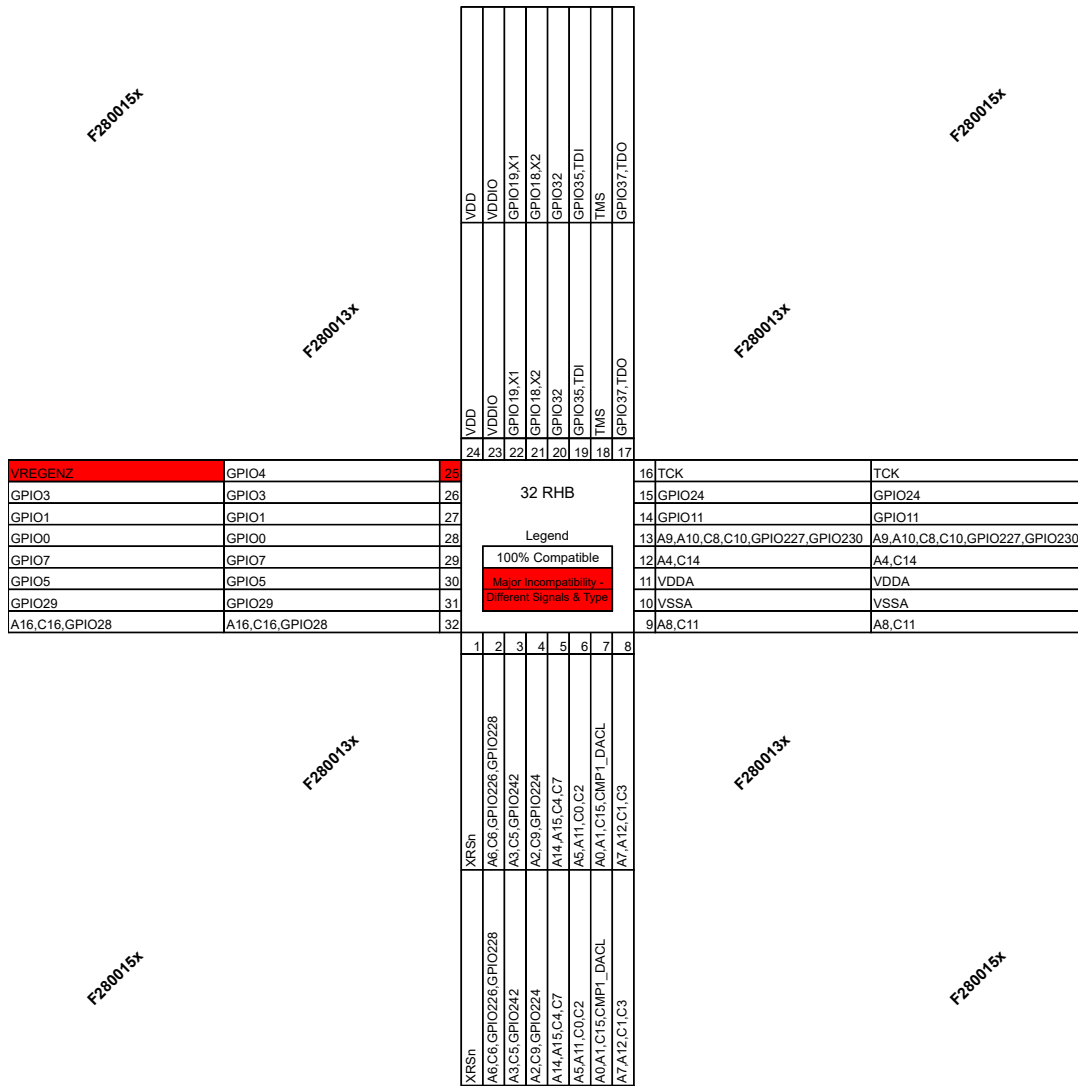 F280015x
F280015x
VDD
VDDIO
GPIO19,X1
GPIO18,X2
GPIO32
GPIO35,TDI
TMS
GPIO37,TDO
F280013x
F280013x
VDD
VDDIO
GPIO19,X1
GPIO18,X2
GPIO32
GPIO35,TDI
TMS
GPIO37,TDO
24 23 22 21 20 19 18 17
VREGENZ GPIO4 25
GPIO3 GPIO3 26
GPIO1 GPIO1 27
GPIO0 GPIO0 28
GPIO7 GPIO7 29
GPIO5 GPIO5 30
GPIO29 GPIO29 31
A16,C16,GPIO28 A16,C16,GPIO28 32
32 RHB
Legend
100% Compatible
Major Incompatibility -
Different Signals & Type
16 TCK TCK
15 GPIO24 GPIO24
14 GPIO11 GPIO11
13 A9,A10,C8,C10,GPIO227,GPIO230 A9,A10,C8,C10,GPIO227,GPIO230
12 A4,C14 A4,C14
11 VDDA VDDA
10 VSSA VSSA
9 A8,C11 A8,C11
1 2 3 4 5 6 7 8
F280013x
F280013x
XRSn
A6,C6,GPIO226,GPIO228
A3,C5,GPIO242
A2,C9,GPIO224
A14,A15,C4,C7
A5,A11,C0,C2
A0,A1,C15,CMP1_DACL
A7,A12,C1,C3
F280015x
F280015x
XRSn
A6,C6,GPIO226,GPIO228
A3,C5,GPIO242
A2,C9,GPIO224
A14,A15,C4,C7
A5,A11,C0,C2
A0,A1,C15,CMP1_DACL
A7,A12,C1,C3